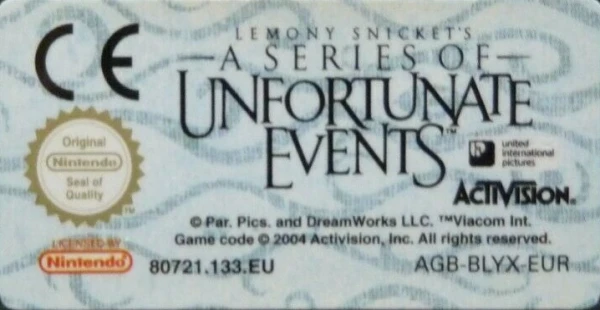 CE
LEMONY SNICKET'S
A SERIES OF
UNFORTUNATE
EVENTS™
united
international
pictures
ACTIVISION.
Original
Nintendo
Seal of
Quality
TM
© Par. Pics. and DreamWorks LLC. ™Viacom Int.
Game code © 2004 Activision, Inc. All rights reserved.
LICENSED BY
Nintendo
80721.133.EU
AGB-BLYX-EUR